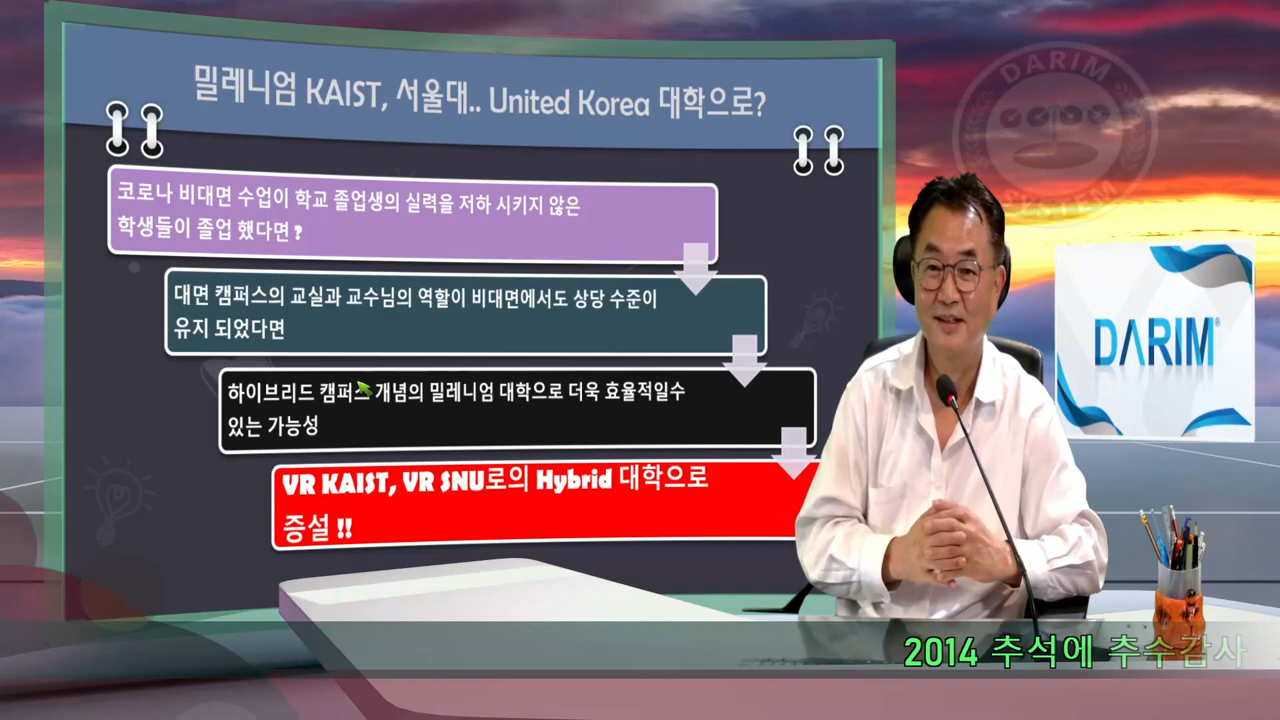 밀레니엄 KAIST, 서울대.. United Korea 대학으로?
코로나 비대면 수업이 학교 졸업생의 실력을 저하 시키지 않은
학생들이 졸업 했다면 ?
대면 캠퍼스의 교실과 교수님의 역할이 비대면에서도 상당 수준이
유지 되었다면
하이브리드 캠퍼스 개념의 밀레니엄 대학으로 더욱 효율적일수
있는 가능성
VR KAIST, VR SNU로의 Hybrid 대학으로
증설 !!
DARIM
SYSTEM
DARIM®
2014 추석에 추수감사